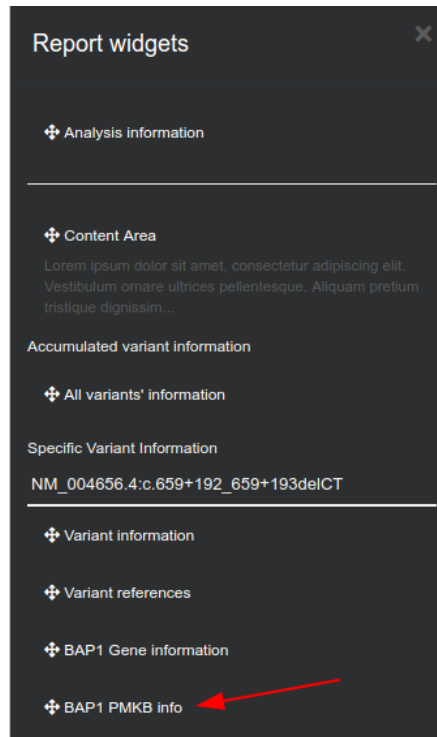 Report widgets
Analysis information
Content Area
Lorem ipsum dolor sit amet, consectetur adipiscing elit.
Vestibulum ornare ultrices pellentesque. Aliquam pretium
tristique dignissim...
Accumulated variant information
All variants' information
Specific Variant Information
NM_004656.4:c.659+192_659+193delCT
Variant information
Variant references
BAP1 Gene information
BAP1 PMKB info